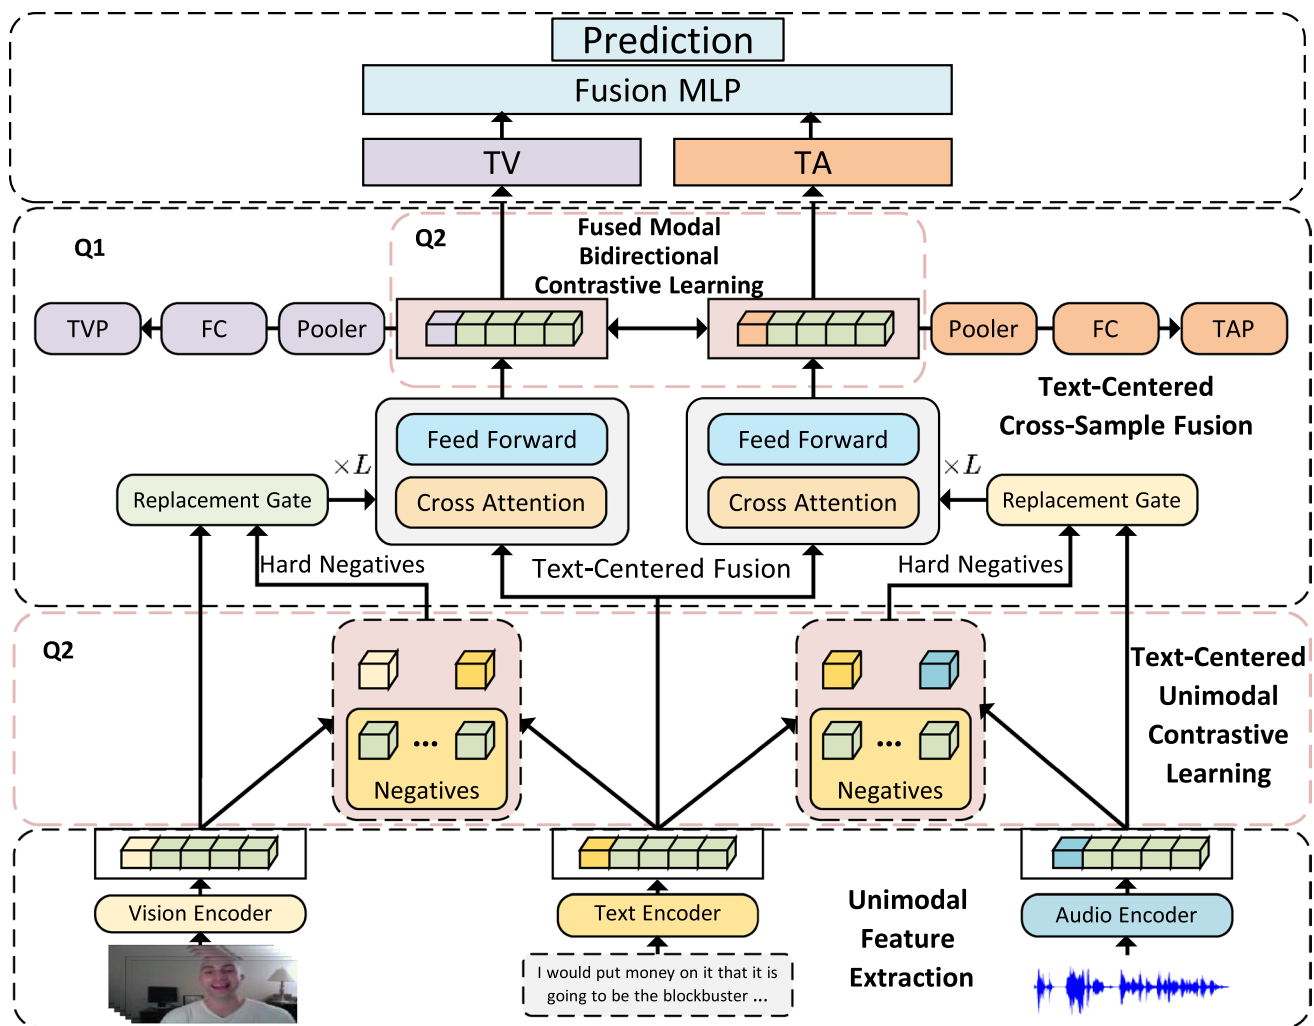 Prediction
Fusion MLP
TV
TA
Q1
Q2
Fused Modal
Bidirectional
Contrastive Learning
TVP
FC
Pooler
Pooler
FC
TAP
Text-Centered
Cross-Sample Fusion
Feed Forward
Feed Forward
×L
×L
Replacement Gate
Cross Attention
Cross Attention
Replacement Gate
Hard Negatives
Text-Centered Fusion
Hard Negatives
Q2
Text-Centered
Unimodal
Contrastive
Learning
...
...
Negatives
Negatives
Vision Encoder
Text Encoder
Audio Encoder
Unimodal
Feature
Extraction
I would put money on it that it is
going to be the blockbuster ...